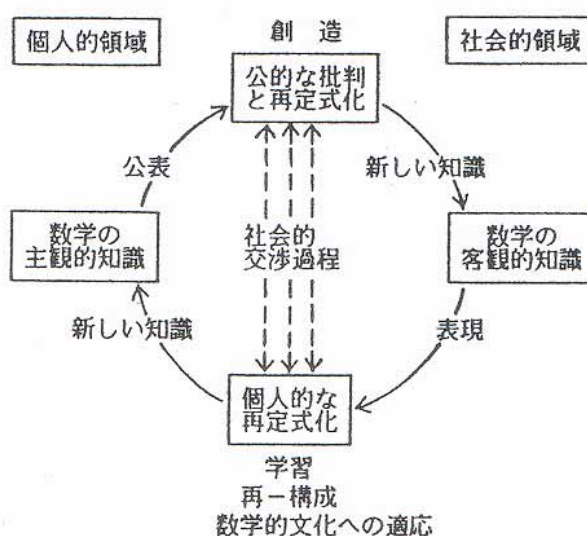 創 造
個人的領域
社会的領域
公的な批判
と再定式化
公表
新しい知識
数学の
主観的知識
社会的
交渉過程
数学の
客観的知識
新しい知識
表現
個人的な
再定式化
学習
再－構成
数学的文化への適応